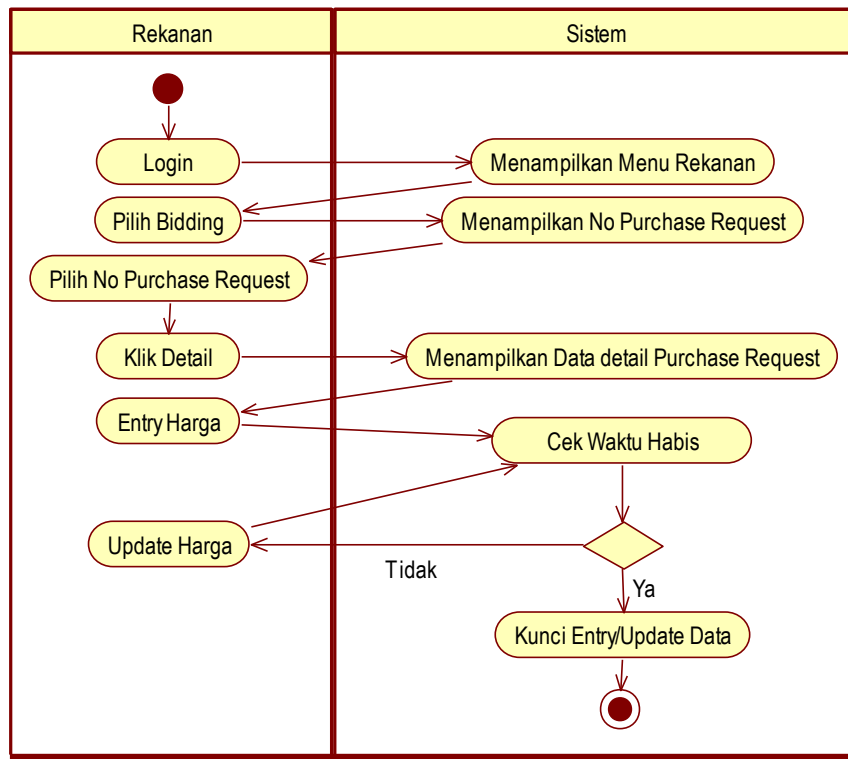 Rekanan
Sistem
Login
Menampilkan Menu Rekanan
Pilih Bidding
Menampilkan No Purchase Request
Pilih No Purchase Request
Klik Detail
Menampilkan Data detail Purchase Request
Entry Harga
Cek Waktu Habis
Update Harga
Tidak
Ya
Kunci Entry/Update Data